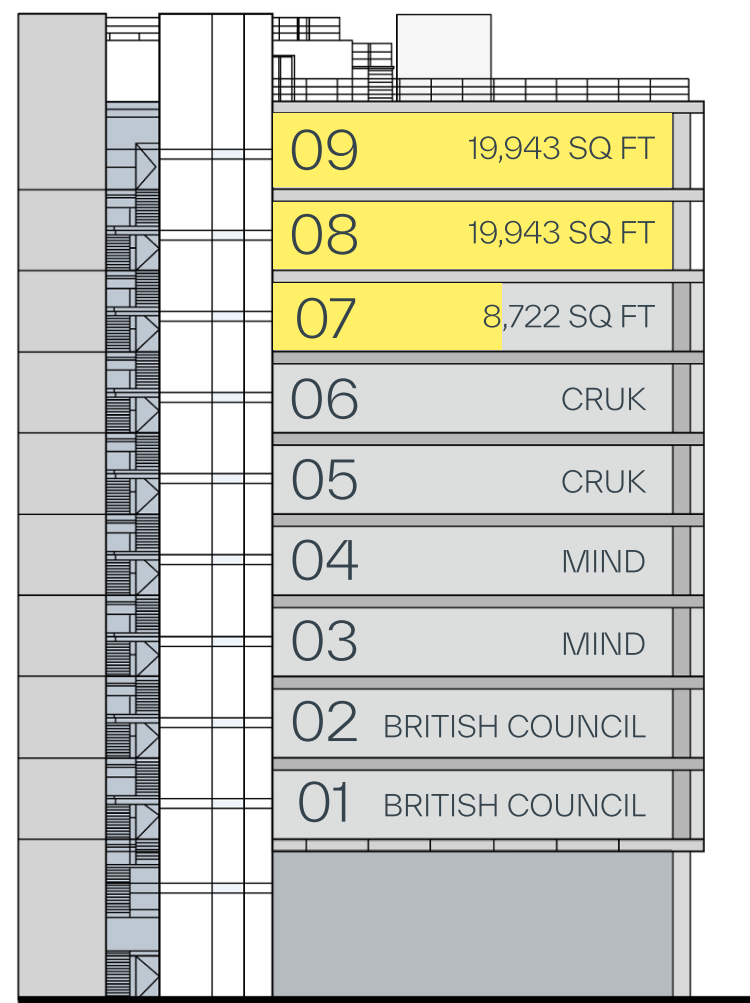 09 19,943 SQ FT
08 19,943 SQ FT
07 8,722 SQ FT
06 CRUK
05 CRUK
04 MIND
03 MIND
02 BRITISH COUNCIL
01 BRITISH COUNCIL